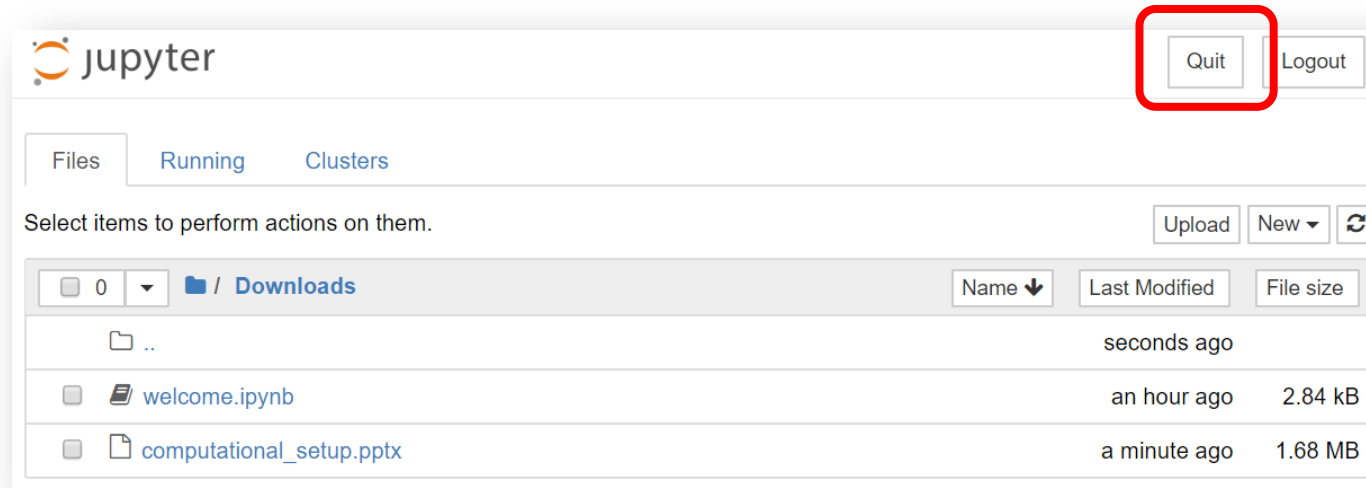 jupyter Quit Logout
Files Running Clusters
Select items to perform actions on them. Upload New
0 / Downloads Name Last Modified File size
.. seconds ago
welcome.ipynb an hour ago 2.84 kB
computational_setup.pptx a minute ago 1.68 MB